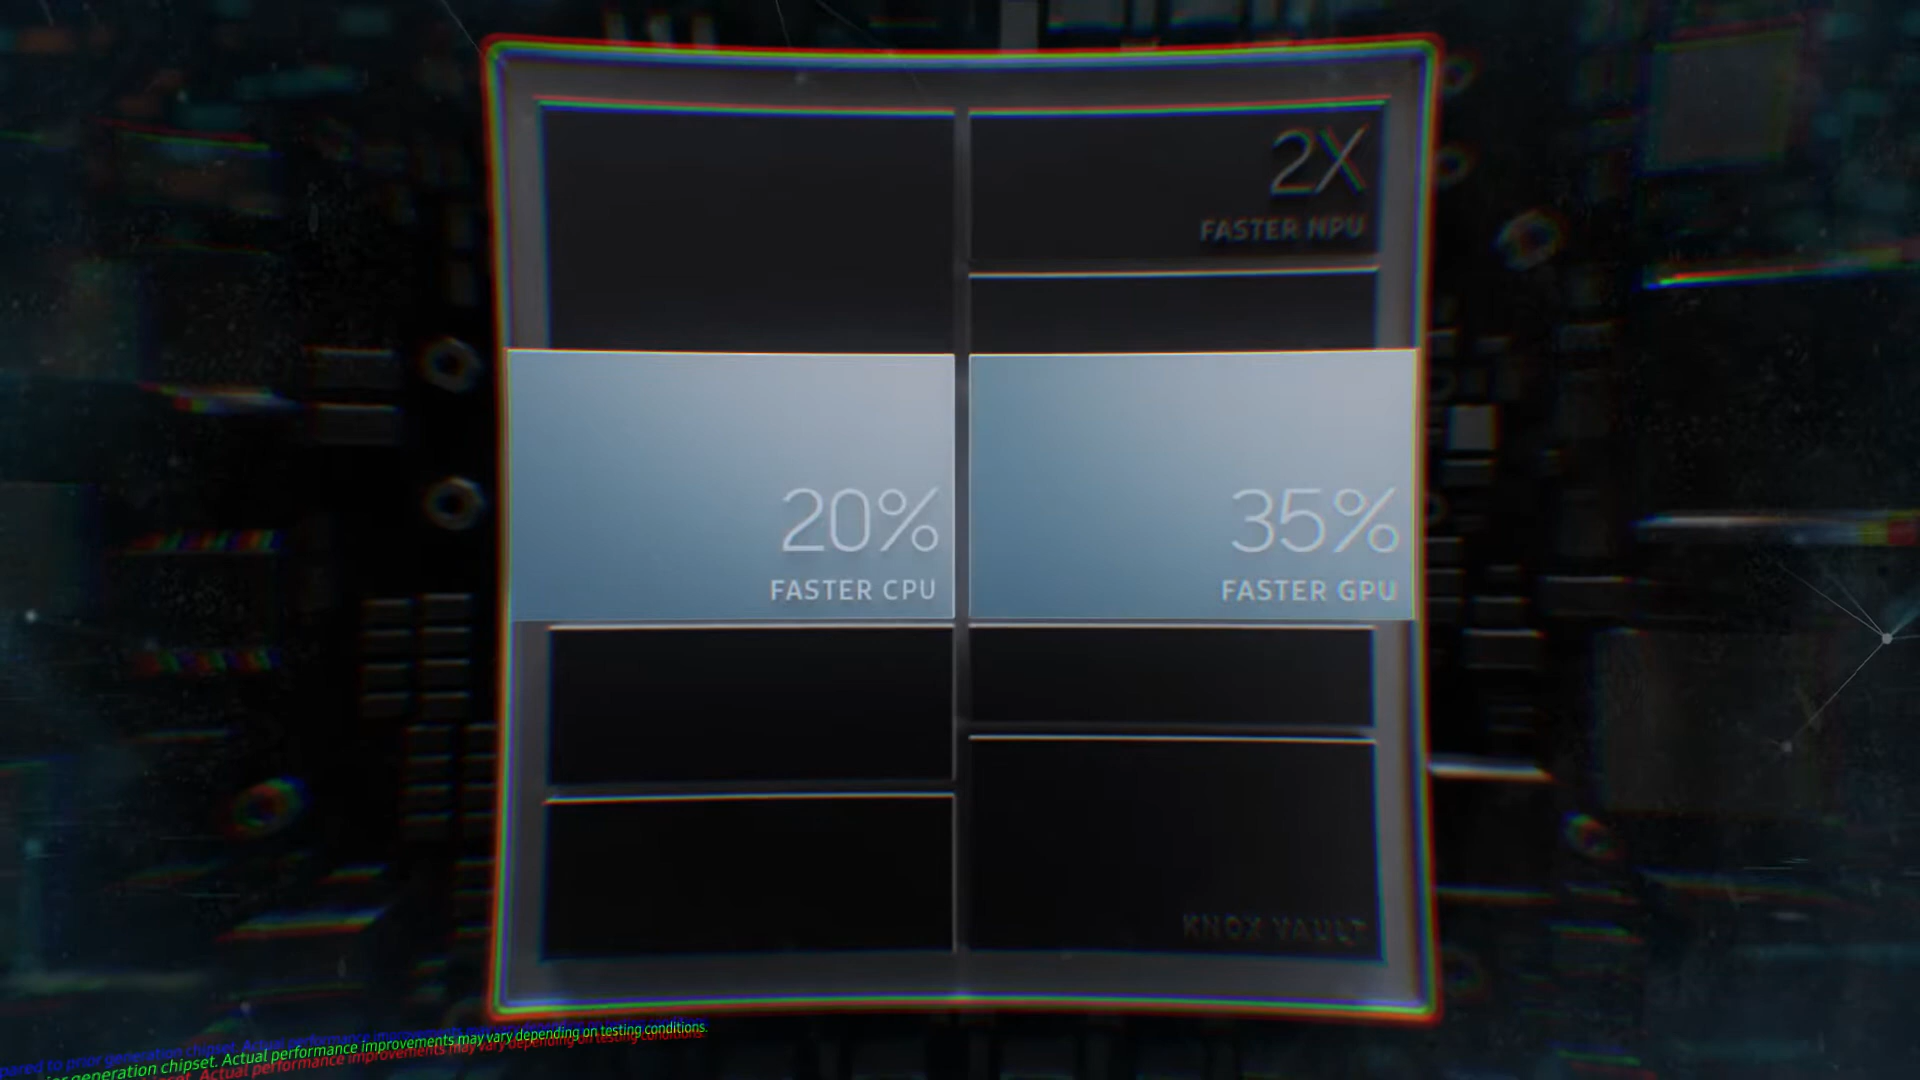 2X
FASTER NPU
20%
FASTER CPU
35%
FASTER GPU
KNOX VAULT
generation chipset. Actual performance improvements may vary depending on testing conditions.